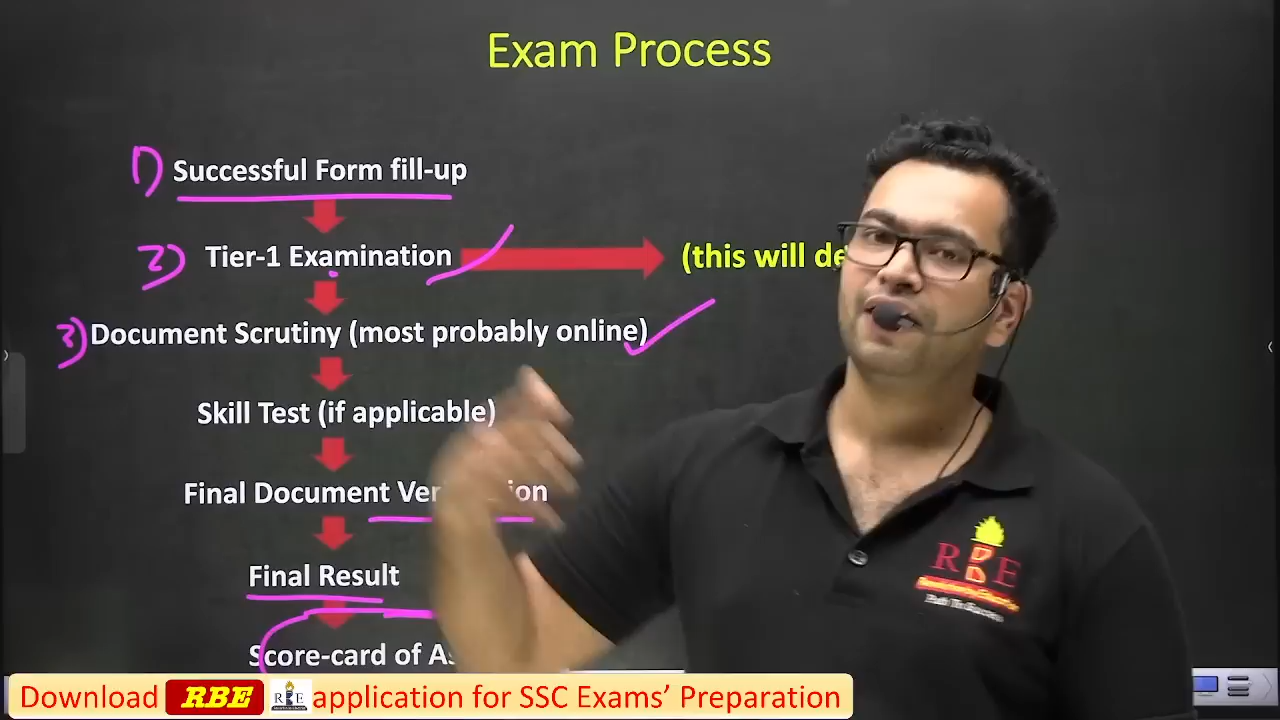 Exam Process
1) Successful Form fill-up
2) Tier-1 Examination (this will de
3) Document Scrutiny (most probably online)
Skill Test (if applicable)
Final Document Ver ion
Final Result
Score-card of As
R B E
Download RBE RBE application for SSC Exams’ Preparation